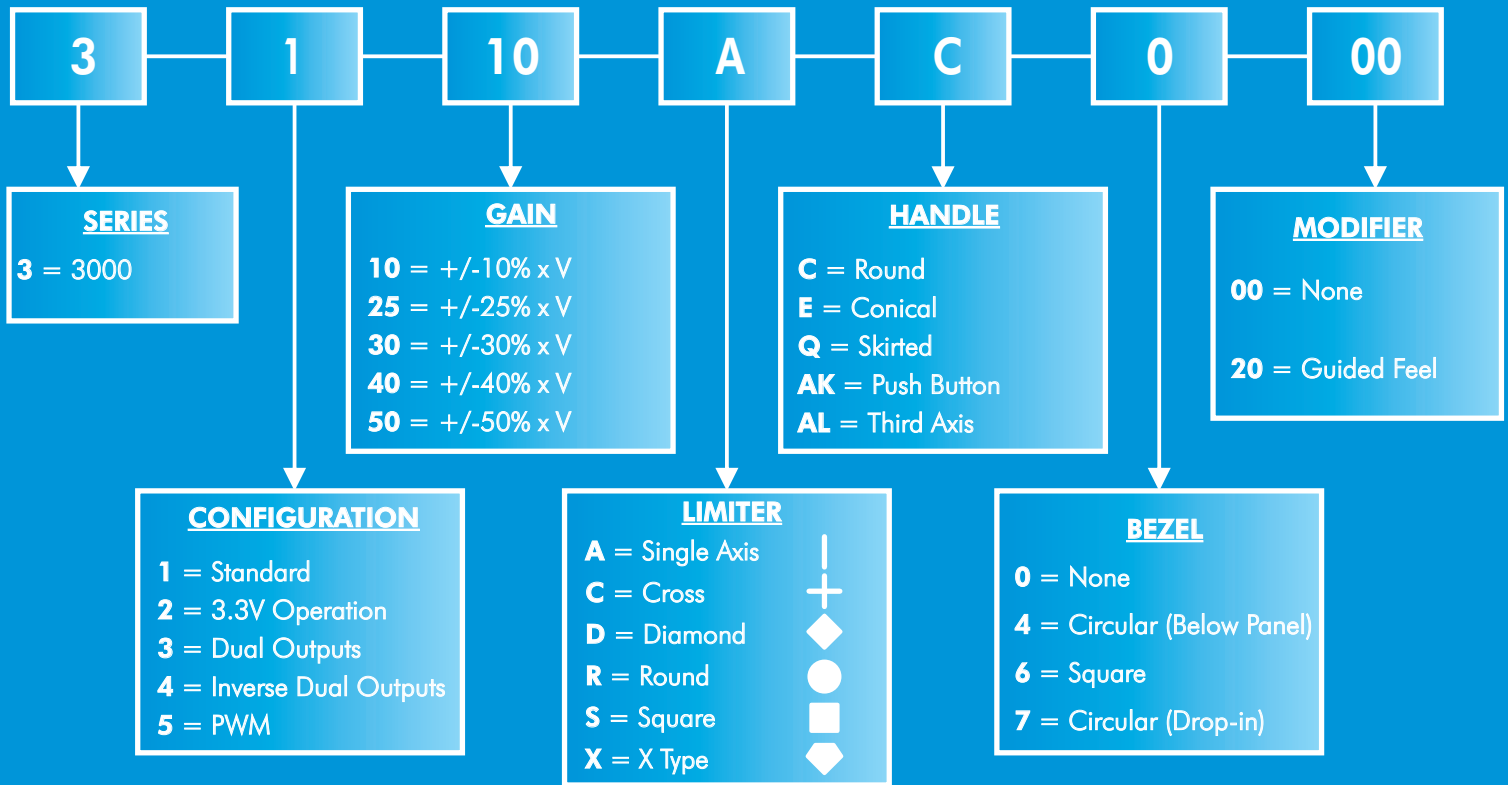 3 1 10 A C 0 00
SERIES
3 = 3000
GAIN
10 = +/-10% x V
25 = +/-25% x V
30 = +/-30% x V
40 = +/-40% x V
50 = +/-50% x V
HANDLE
C = Round
E = Conical
Q = Skirted
AK = Push Button
AL = Third Axis
MODIFIER
00 = None
20 = Guided Feel
CONFIGURATION
1 = Standard
2 = 3.3V Operation
3 = Dual Outputs
4 = Inverse Dual Outputs
5 = PWM
LIMITER
A = Single Axis
C = Cross
D = Diamond
R = Round
S = Square
X = X Type
BEZEL
0 = None
4 = Circular (Below Panel)
6 = Square
7 = Circular (Drop-in)